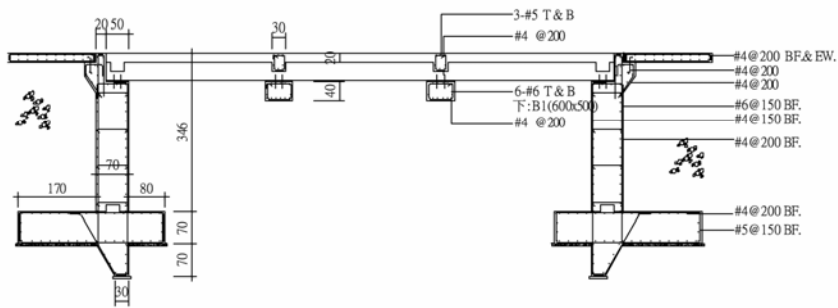 3-#5 T & B
#4 @200
2050
30
20
40
6-#6 T & B
下:B1(600x500)
#4 @200
#4@200 BF.& EW.
#4@200
#4@200 BF.
#6@150 BF.
#4@150 BF.
#4@200 BF.
346
70
170
80
70
70
30
#4@200 BF.
#5@150 BF.